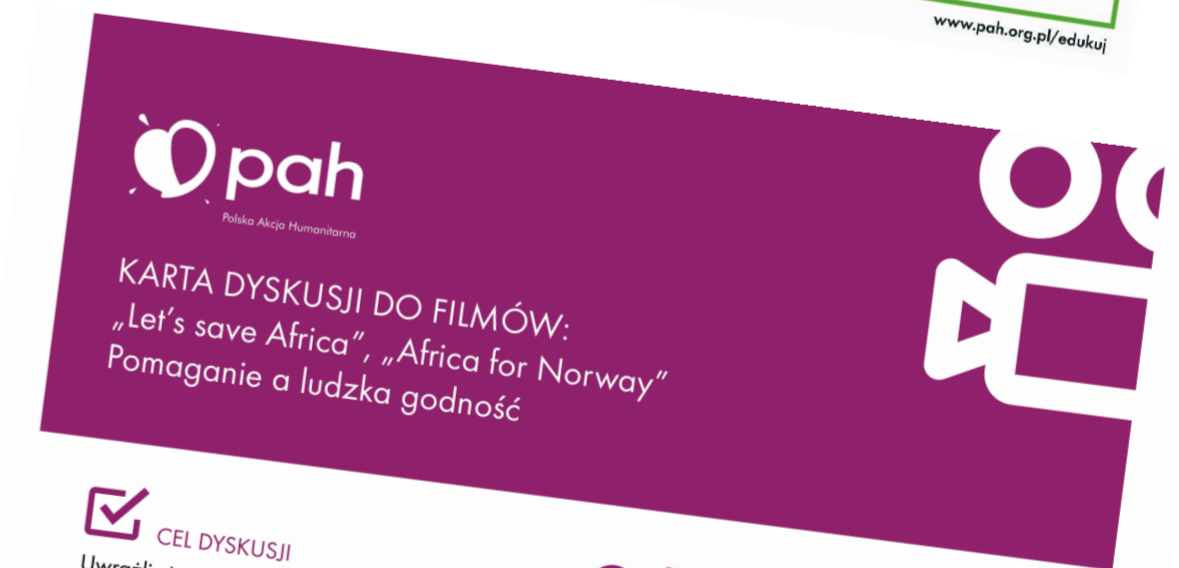 www.pah.org.pl/edukuj
pah
Polska Akcja Humanitarna
KARTA DYSKUSJI DO FILMÓW:
„Let's save Africa”, „Africa for Norway”
Pomaganie a ludzka godność
CEL DYSKUSJI